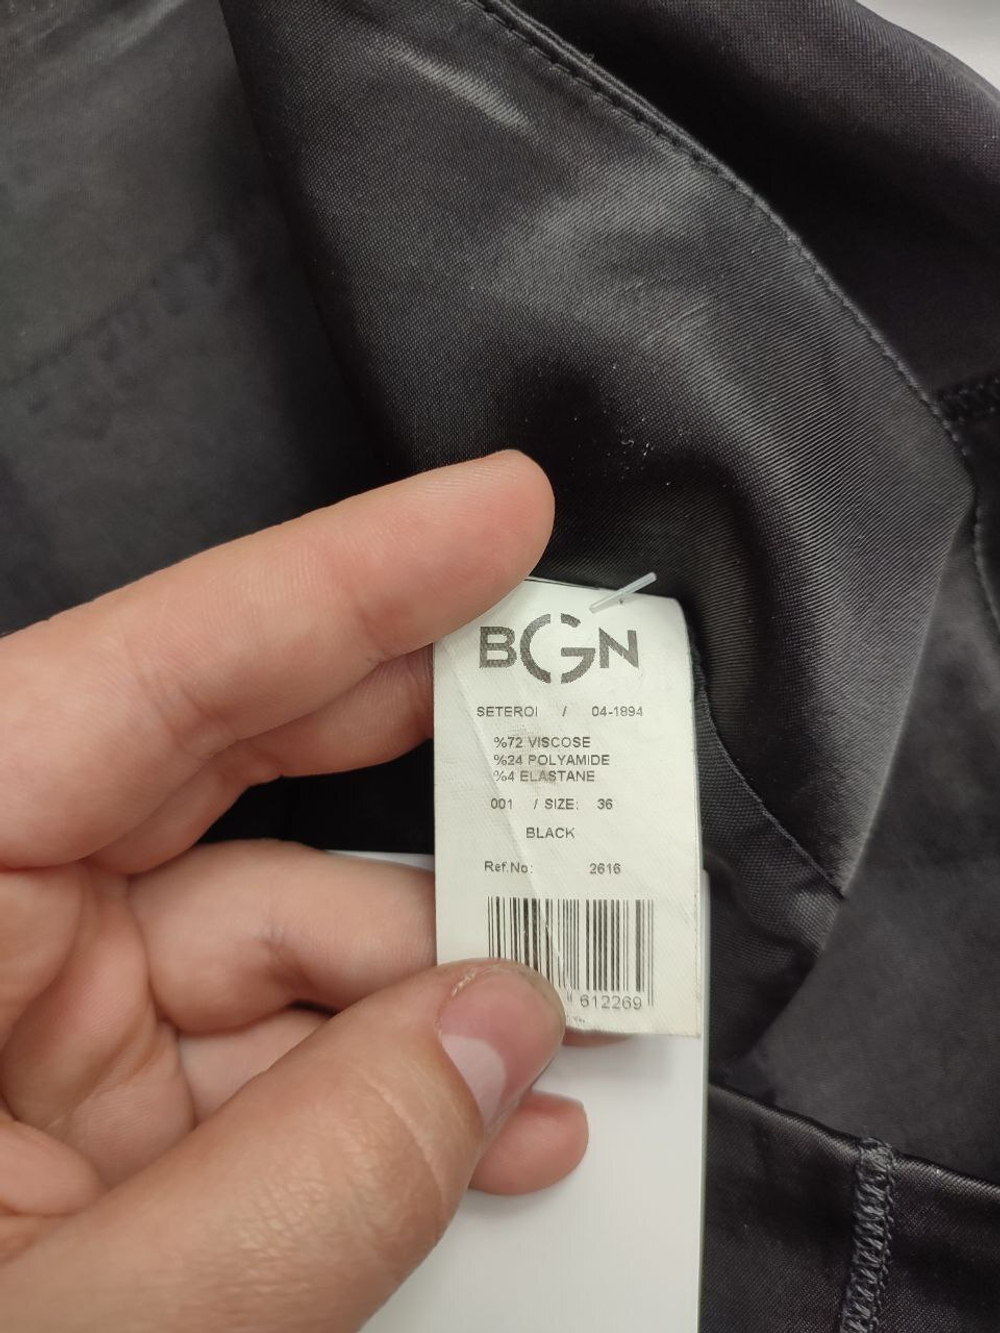 BGN
SETEROI / 04-1894
%72 VISCOSE
%24 POLYAMIDE
%4 ELASTANE
001 / SIZE: 36
BLACK
Ref.No: 2616
612269